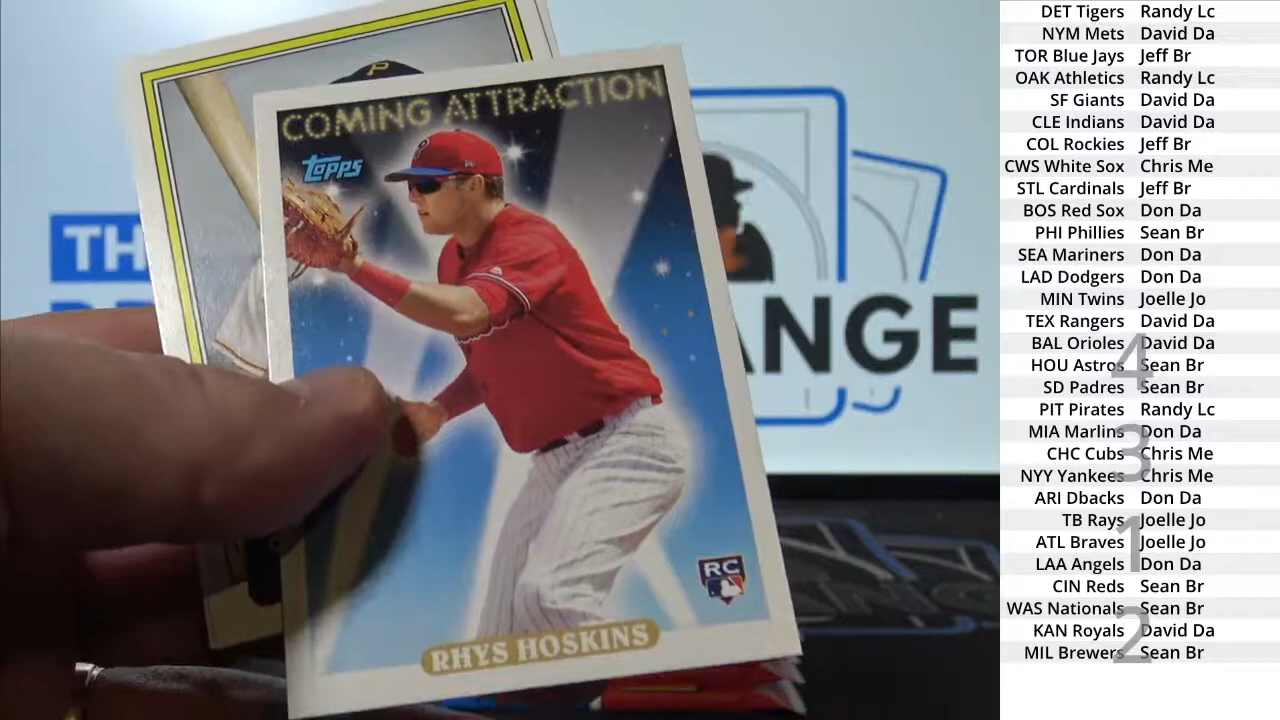 COMING ATTRACTION
topps
P
P
TH
ANGE
RC
RHYS HOSKINS
DET Tigers Randy Lc
NYM Mets David Da
TOR Blue Jays Jeff Br
OAK Athletics Randy Lc
SF Giants David Da
CLE Indians David Da
COL Rockies Jeff Br
CWS White Sox Chris Me
STL Cardinals Jeff Br
BOS Red Sox Don Da
PHI Phillies Sean Br
SEA Mariners Don Da
LAD Dodgers Don Da
MIN Twins Joelle Jo
TEX Rangers David Da
BAL Orioles David Da
4
HOU Astros Sean Br
SD Padres Sean Br
PIT Pirates Randy Lc
MIA Marlins Don Da
3
CHC Cubs Chris Me
NYY Yankees Chris Me
ARI Dbacks Don Da
TB Rays Joelle Jo
1
ATL Braves Joelle Jo
LAA Angels Don Da
CIN Reds Sean Br
WAS Nationals Sean Br
2
KAN Royals David Da
MIL Brewers Sean Br